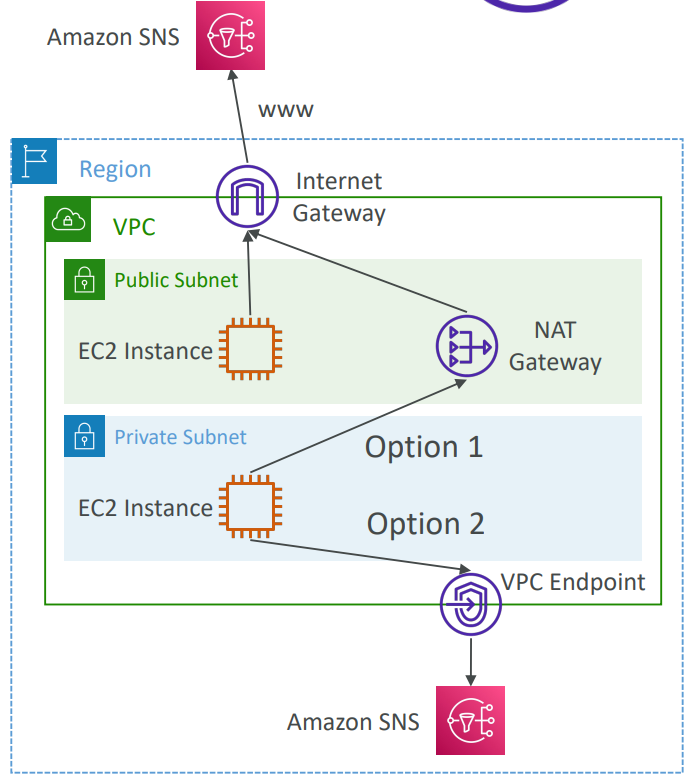 Amazon SNS
www
Region
Internet
Gateway
VPC
Public Subnet
EC2 Instance
NAT
Gateway
Private Subnet
Option 1
EC2 Instance
Option 2
VPC Endpoint
Amazon SNS